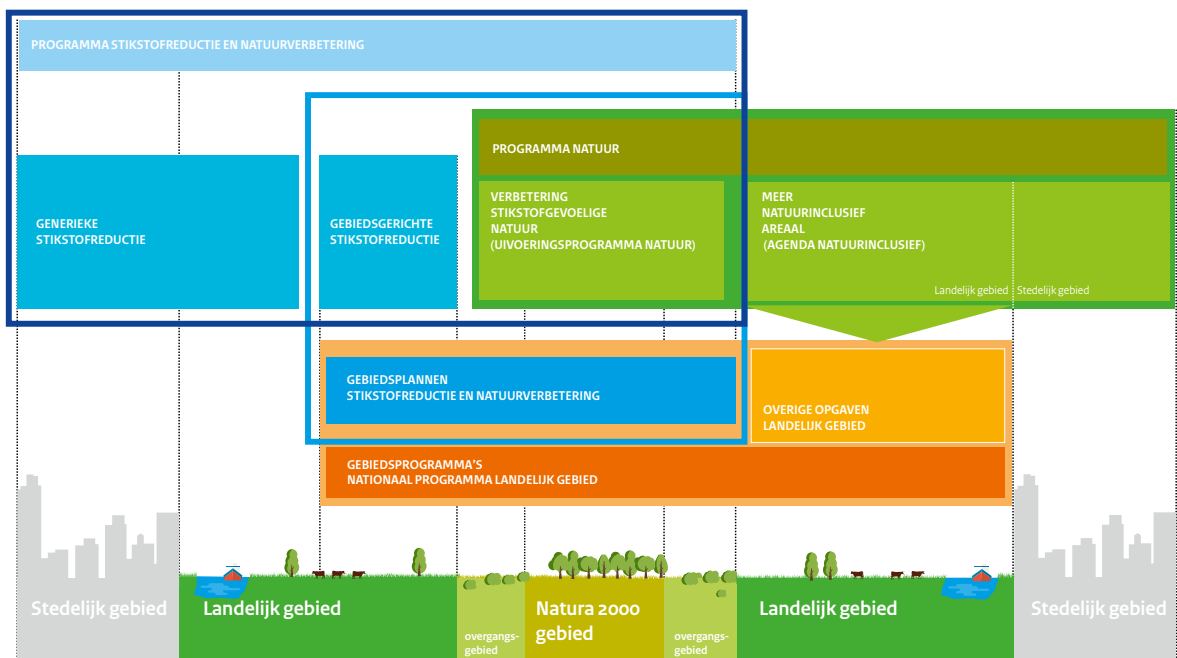 PROGRAMMA STIKSTOFREDUCTIE EN NATUURVERBETERING
PROGRAMMA NATUUR
GENERIEKE
STIKSTOFREDUCTIE
GEBIEDSGERICHTE
STIKSTOFREDUCTIE
VERBETERING
STIKSTOFGEVOELIGE
NATUUR
(UIVOERINGSPROGRAMMA NATUUR)
MEER
NATUURINCLUSIEF
AREAAL
(AGENDA NATUURINCLUSIEF)
Landelijk gebied
Stedelijk gebied
GEBIEDSPLANNEN
STIKSTOFREDUCTIE EN NATUURVERBETERING
OVERIGE OPGAVEN
LANDELIJK GEBIED
GEBIEDSPROGRAMMA'S
NATIONAAL PROGRAMMA LANDELIJK GEBIED
Stedelijk gebied
Landelijk gebied
overgangs-
gebied
Natura 2000
gebied
overgangs-
gebied
Landelijk gebied
Stedelijk gebied